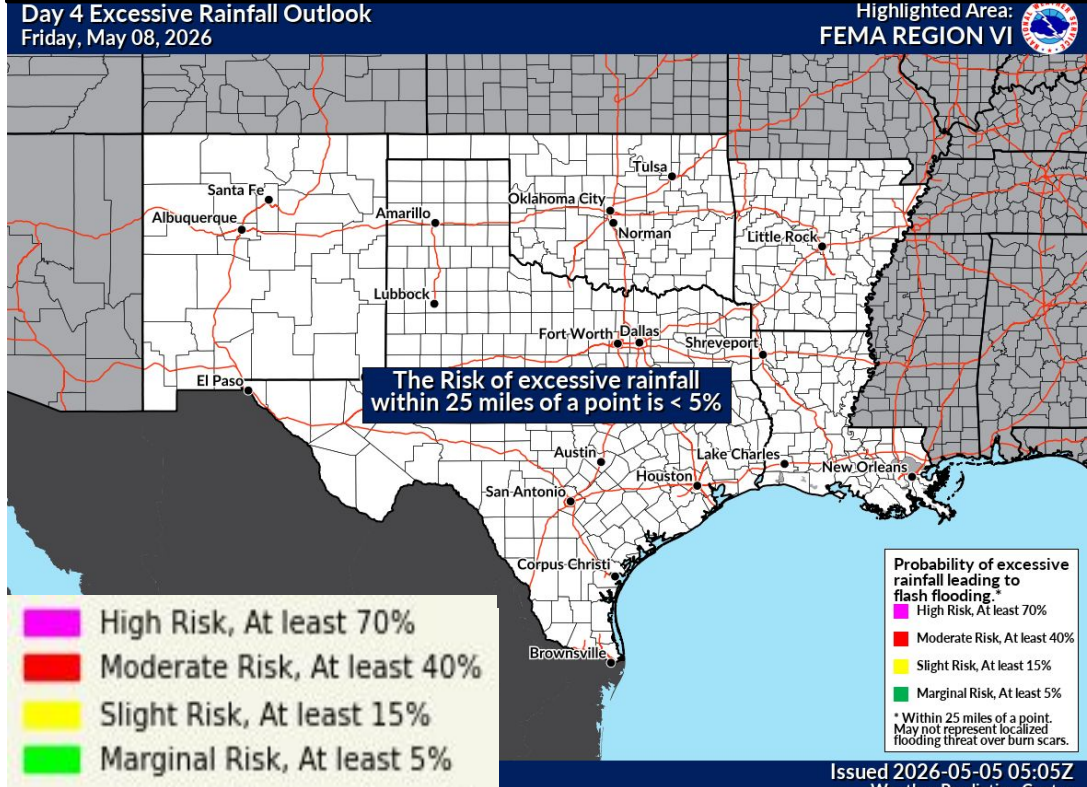 Day 4 Excessive Rainfall Outlook
Friday, May 08, 2026
Highlighted Area:
FEMA REGION VI
NATIONAL WEATHER SERVICE
Tulsa
Santa Fe
Oklahoma City
Albuquerque
Amarillo
Norman
Little Rock
Lubbock
Fort Worth
Dallas
Shreveport
El Paso
The Risk of excessive rainfall
within 25 miles of a point is < 5%
Austin
Lake Charles
Houston
New Orleans
San Antonio
Corpus Christi
Brownsville
Probability of excessive
rainfall leading to
flash flooding.*
High Risk, At least 70%
Moderate Risk, At least 40%
Slight Risk, At least 15%
Marginal Risk, At least 5%
* Within 25 miles of a point.
May not represent localized
flooding threat over burn scars.
High Risk, At least 70%
Moderate Risk, At least 40%
Slight Risk, At least 15%
Marginal Risk, At least 5%
Issued 2026-05-05 05:05Z
Weather Prediction Center